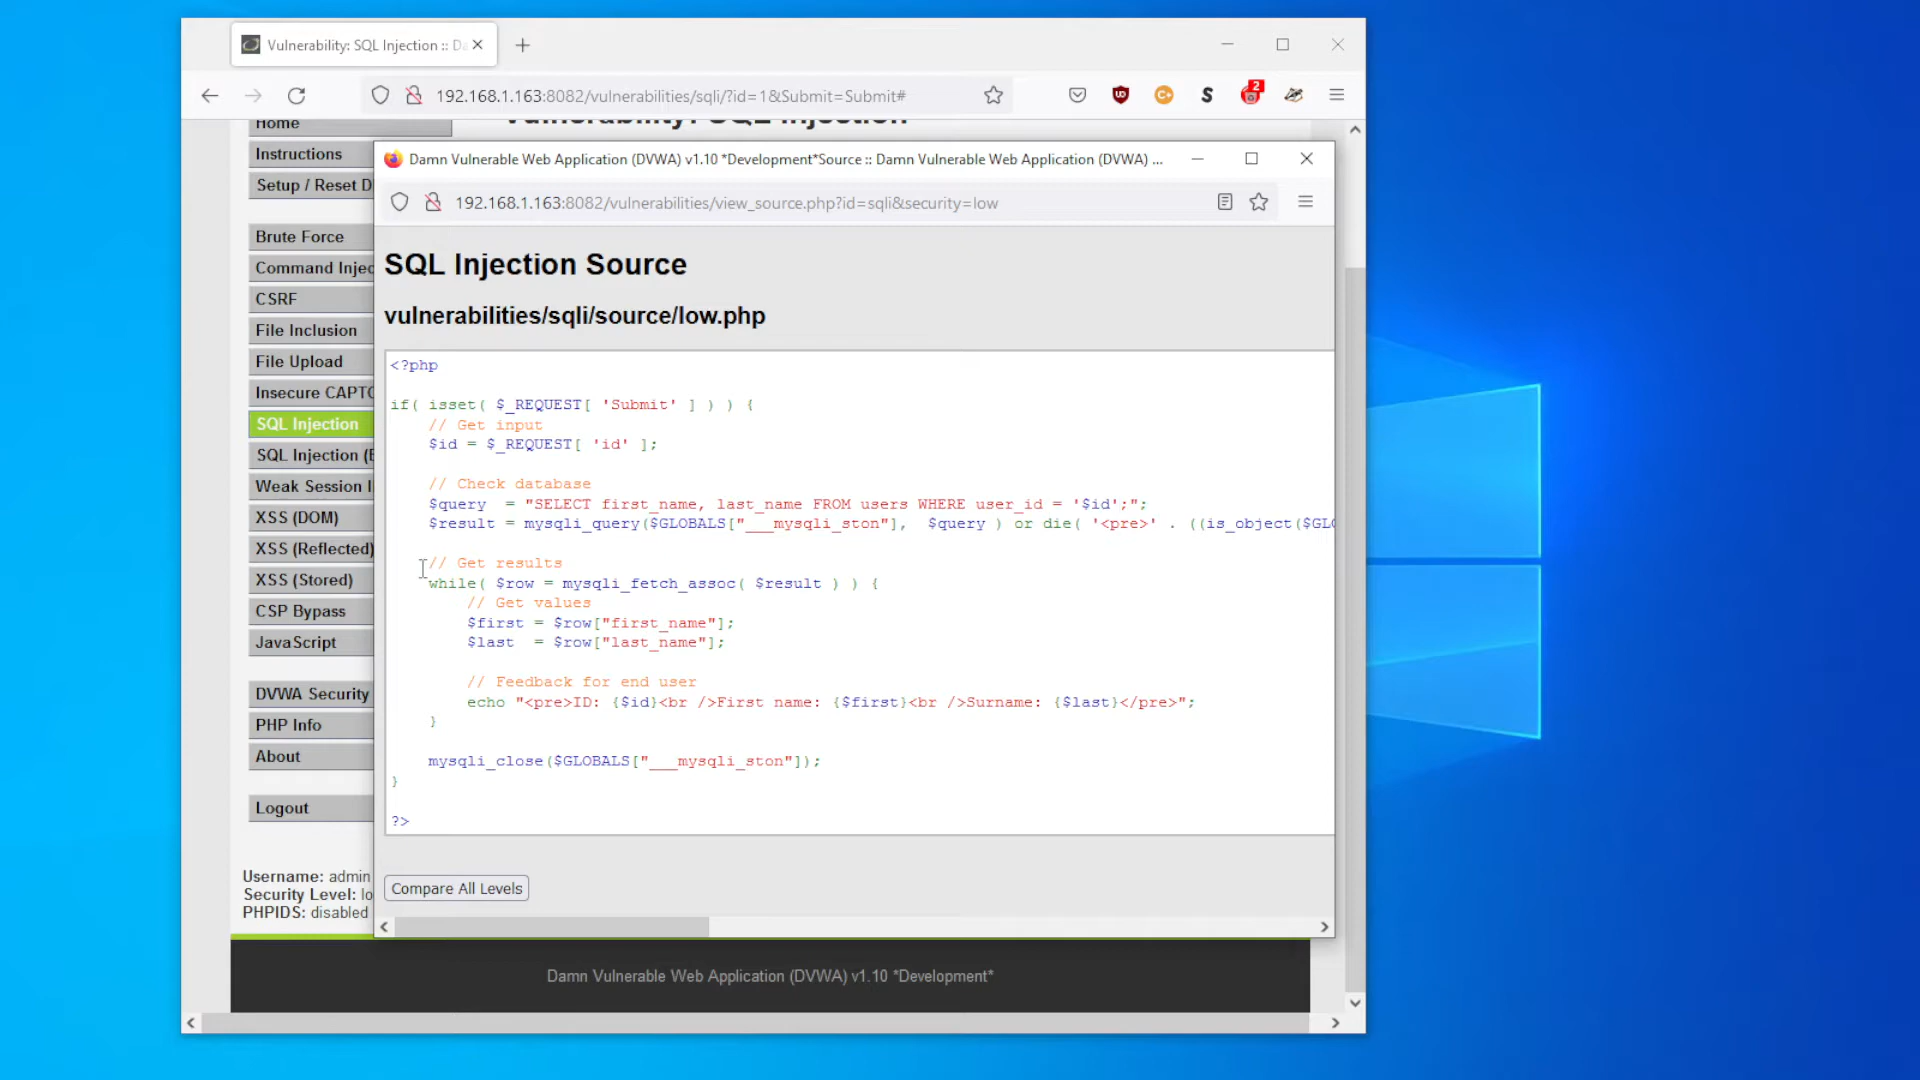 Vulnerability: SQL Injection :: Da
192.168.1.163:8082/vulnerabilities/sqli/?id=1&Submit=Submit#
2
Home
Vulnerability: SQL Injection
Instructions
Setup / Reset D
Brute Force
Command Injec
CSRF
File Inclusion
File Upload
Insecure CAPTC
SQL Injection
SQL Injection (B
Weak Session I
XSS (DOM)
XSS (Reflected)
XSS (Stored)
CSP Bypass
JavaScript
DVWA Security
PHP Info
About
Logout
Username: admin
Security Level: lo
PHPIDS: disabled
Damn Vulnerable Web Application (DVWA) v1.10 *Development*Source :: Damn Vulnerable Web Application (DVWA) ...
192.168.1.163:8082/vulnerabilities/view_source.php?id=sqli&security=low
SQL Injection Source
vulnerabilities/sqli/source/low.php
<?php
if( isset( $_REQUEST[ 'Submit' ] ) ) {
// Get input
$id = $_REQUEST[ 'id' ];
// Check database
$query  = "SELECT first_name, last_name FROM users WHERE user_id = '$id';";
$result = mysqli_query($GLOBALS["___mysqli_ston"],  $query ) or die( '<pre>' . ((is_object($GLO
// Get results
while( $row = mysqli_fetch_assoc( $result ) ) {
// Get values
$first = $row["first_name"];
$last  = $row["last_name"];
// Feedback for end user
echo "<pre>ID: {$id}<br />First name: {$first}<br />Surname: {$last}</pre>";
}
mysqli_close($GLOBALS["___mysqli_ston"]);
}
?>
Compare All Levels
Damn Vulnerable Web Application (DVWA) v1.10 *Development*